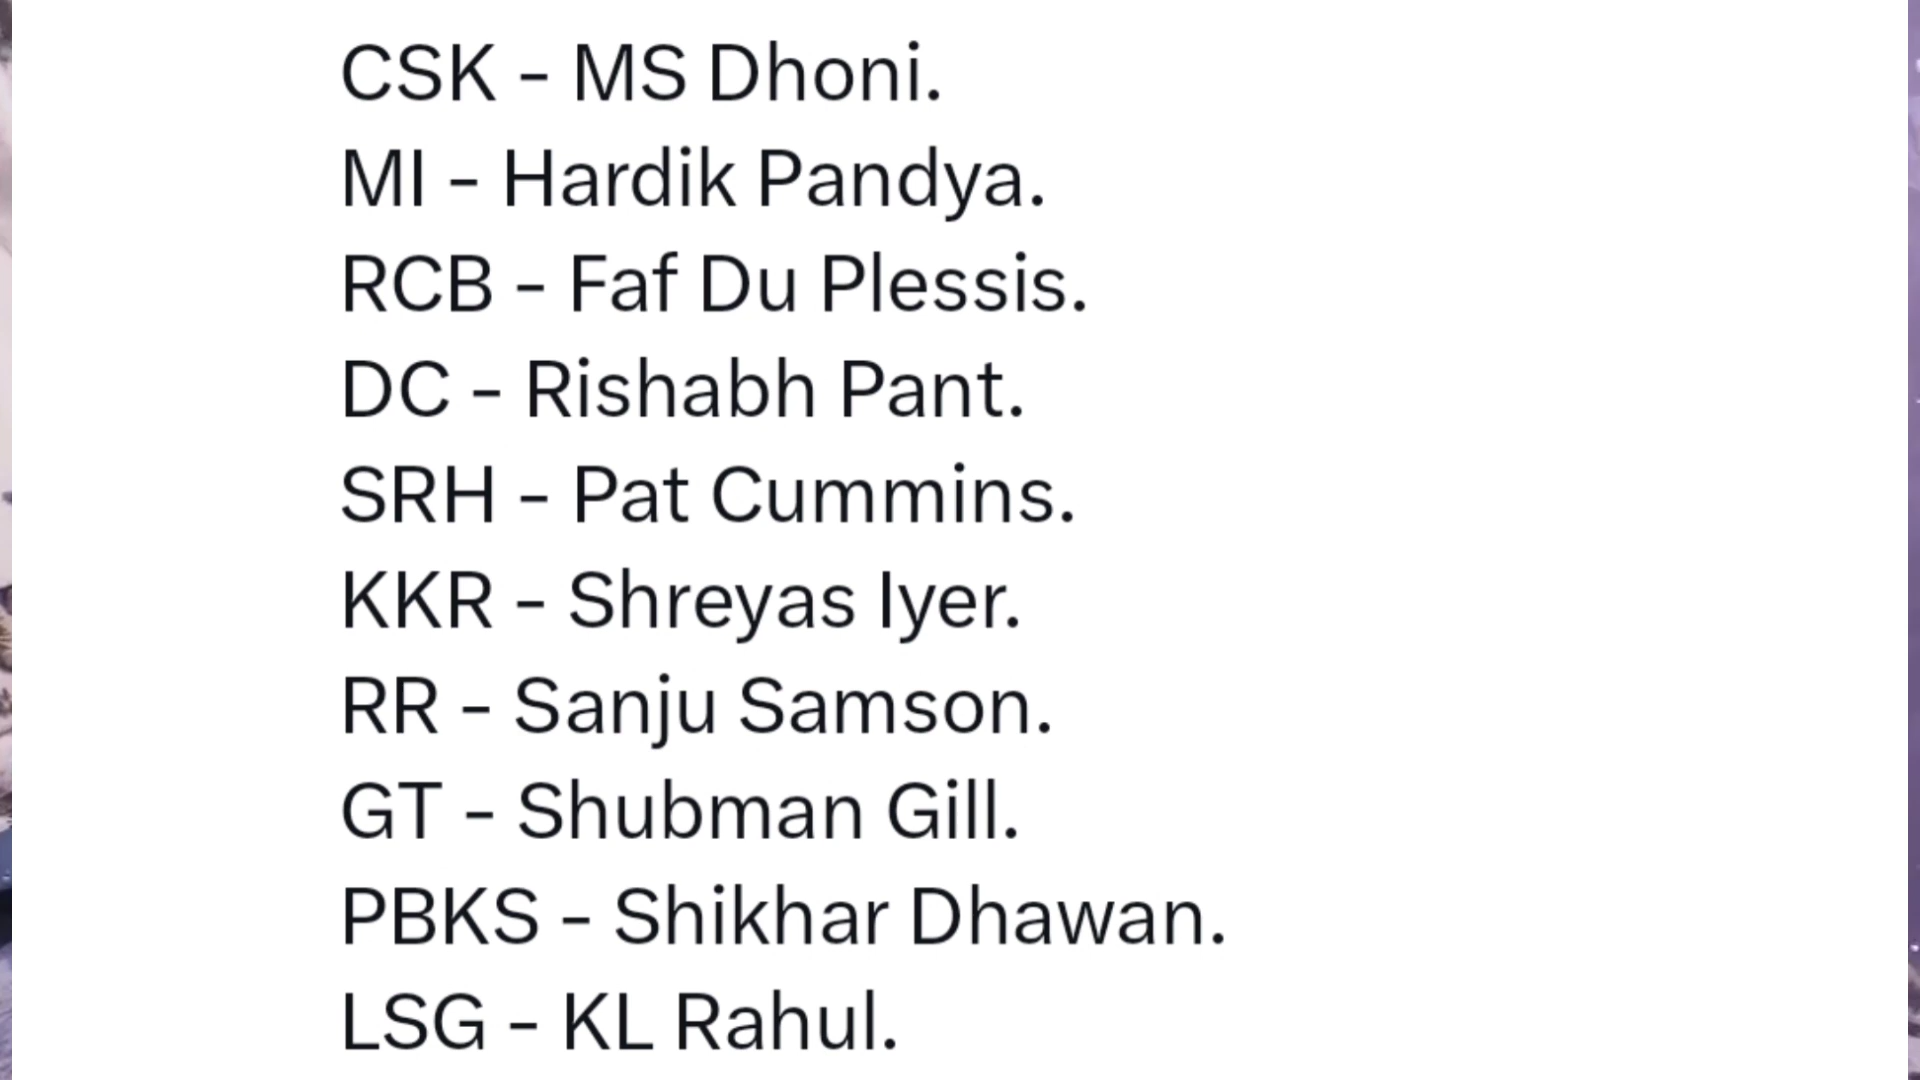 CSK - MS Dhoni.
MI - Hardik Pandya.
RCB - Faf Du Plessis.
DC - Rishabh Pant.
SRH - Pat Cummins.
KKR - Shreyas Iyer.
RR - Sanju Samson.
GT - Shubman Gill.
PBKS - Shikhar Dhawan.
LSG - KL Rahul.